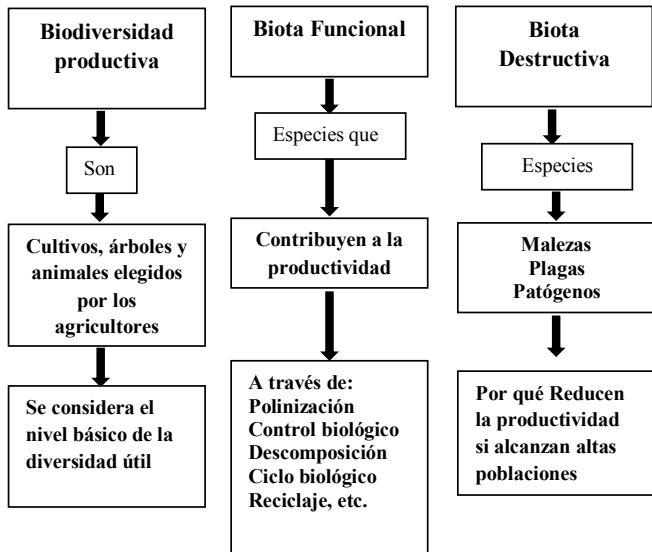 Biodiversidad
productiva
Son
Cultivos, árboles y
animales elegidos
por los
agricultores
Se considera el
nivel básico de la
diversidad útil
Biota Funcional
Especies que
Contribuyen a la
productividad
A través de:
Polinización
Control biológico
Descomposición
Ciclo biológico
Reciclaje, etc.
Biota
Destructiva
Especies
Malezas
Plagas
Patógenos
Por qué Reducen
la productividad
si alcanzan altas
poblaciones